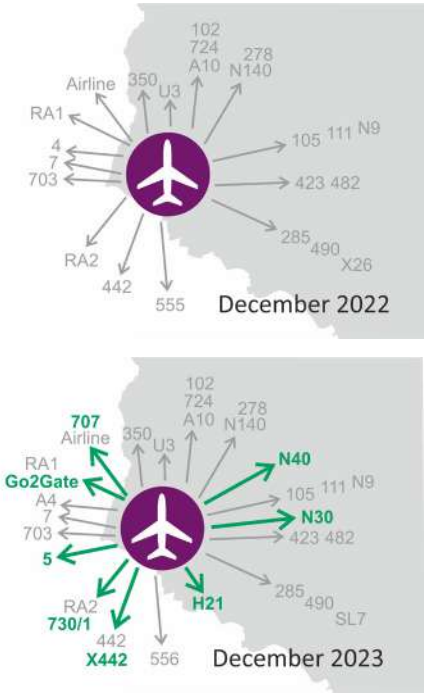 102
724
A10
278
N140
350
U3
Airline
RA1
4
7
703
105 111 N9
423 482
285
490
X26
RA2
442
555
December 2022
102
724
A10
278
N140
707
Airline
350
U3
RA1
Go2Gate
A4
7
703
5
N40
105 111 N9
N30
423 482
RA2
730/1
442
X442
556
H21
285
490
SL7
December 2023